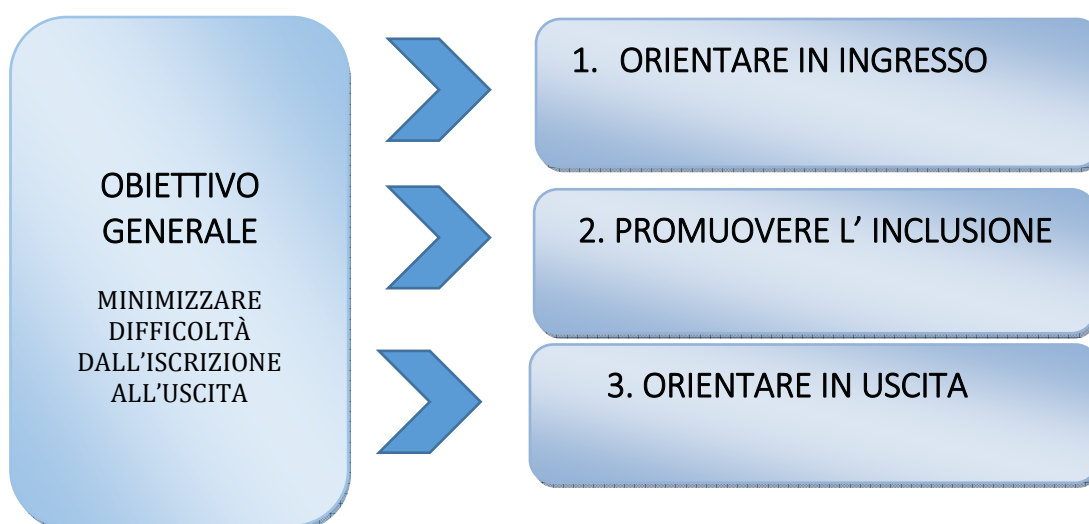 OBIETTIVO
GENERALE
MINIMIZZARE
DIFFICOLTÀ
DALL’ISCRIZIONE
ALL’USCITA
1. ORIENTARE IN INGRESSO
2. PROMUOVERE L’ INCLUSIONE
3. ORIENTARE IN USCITA